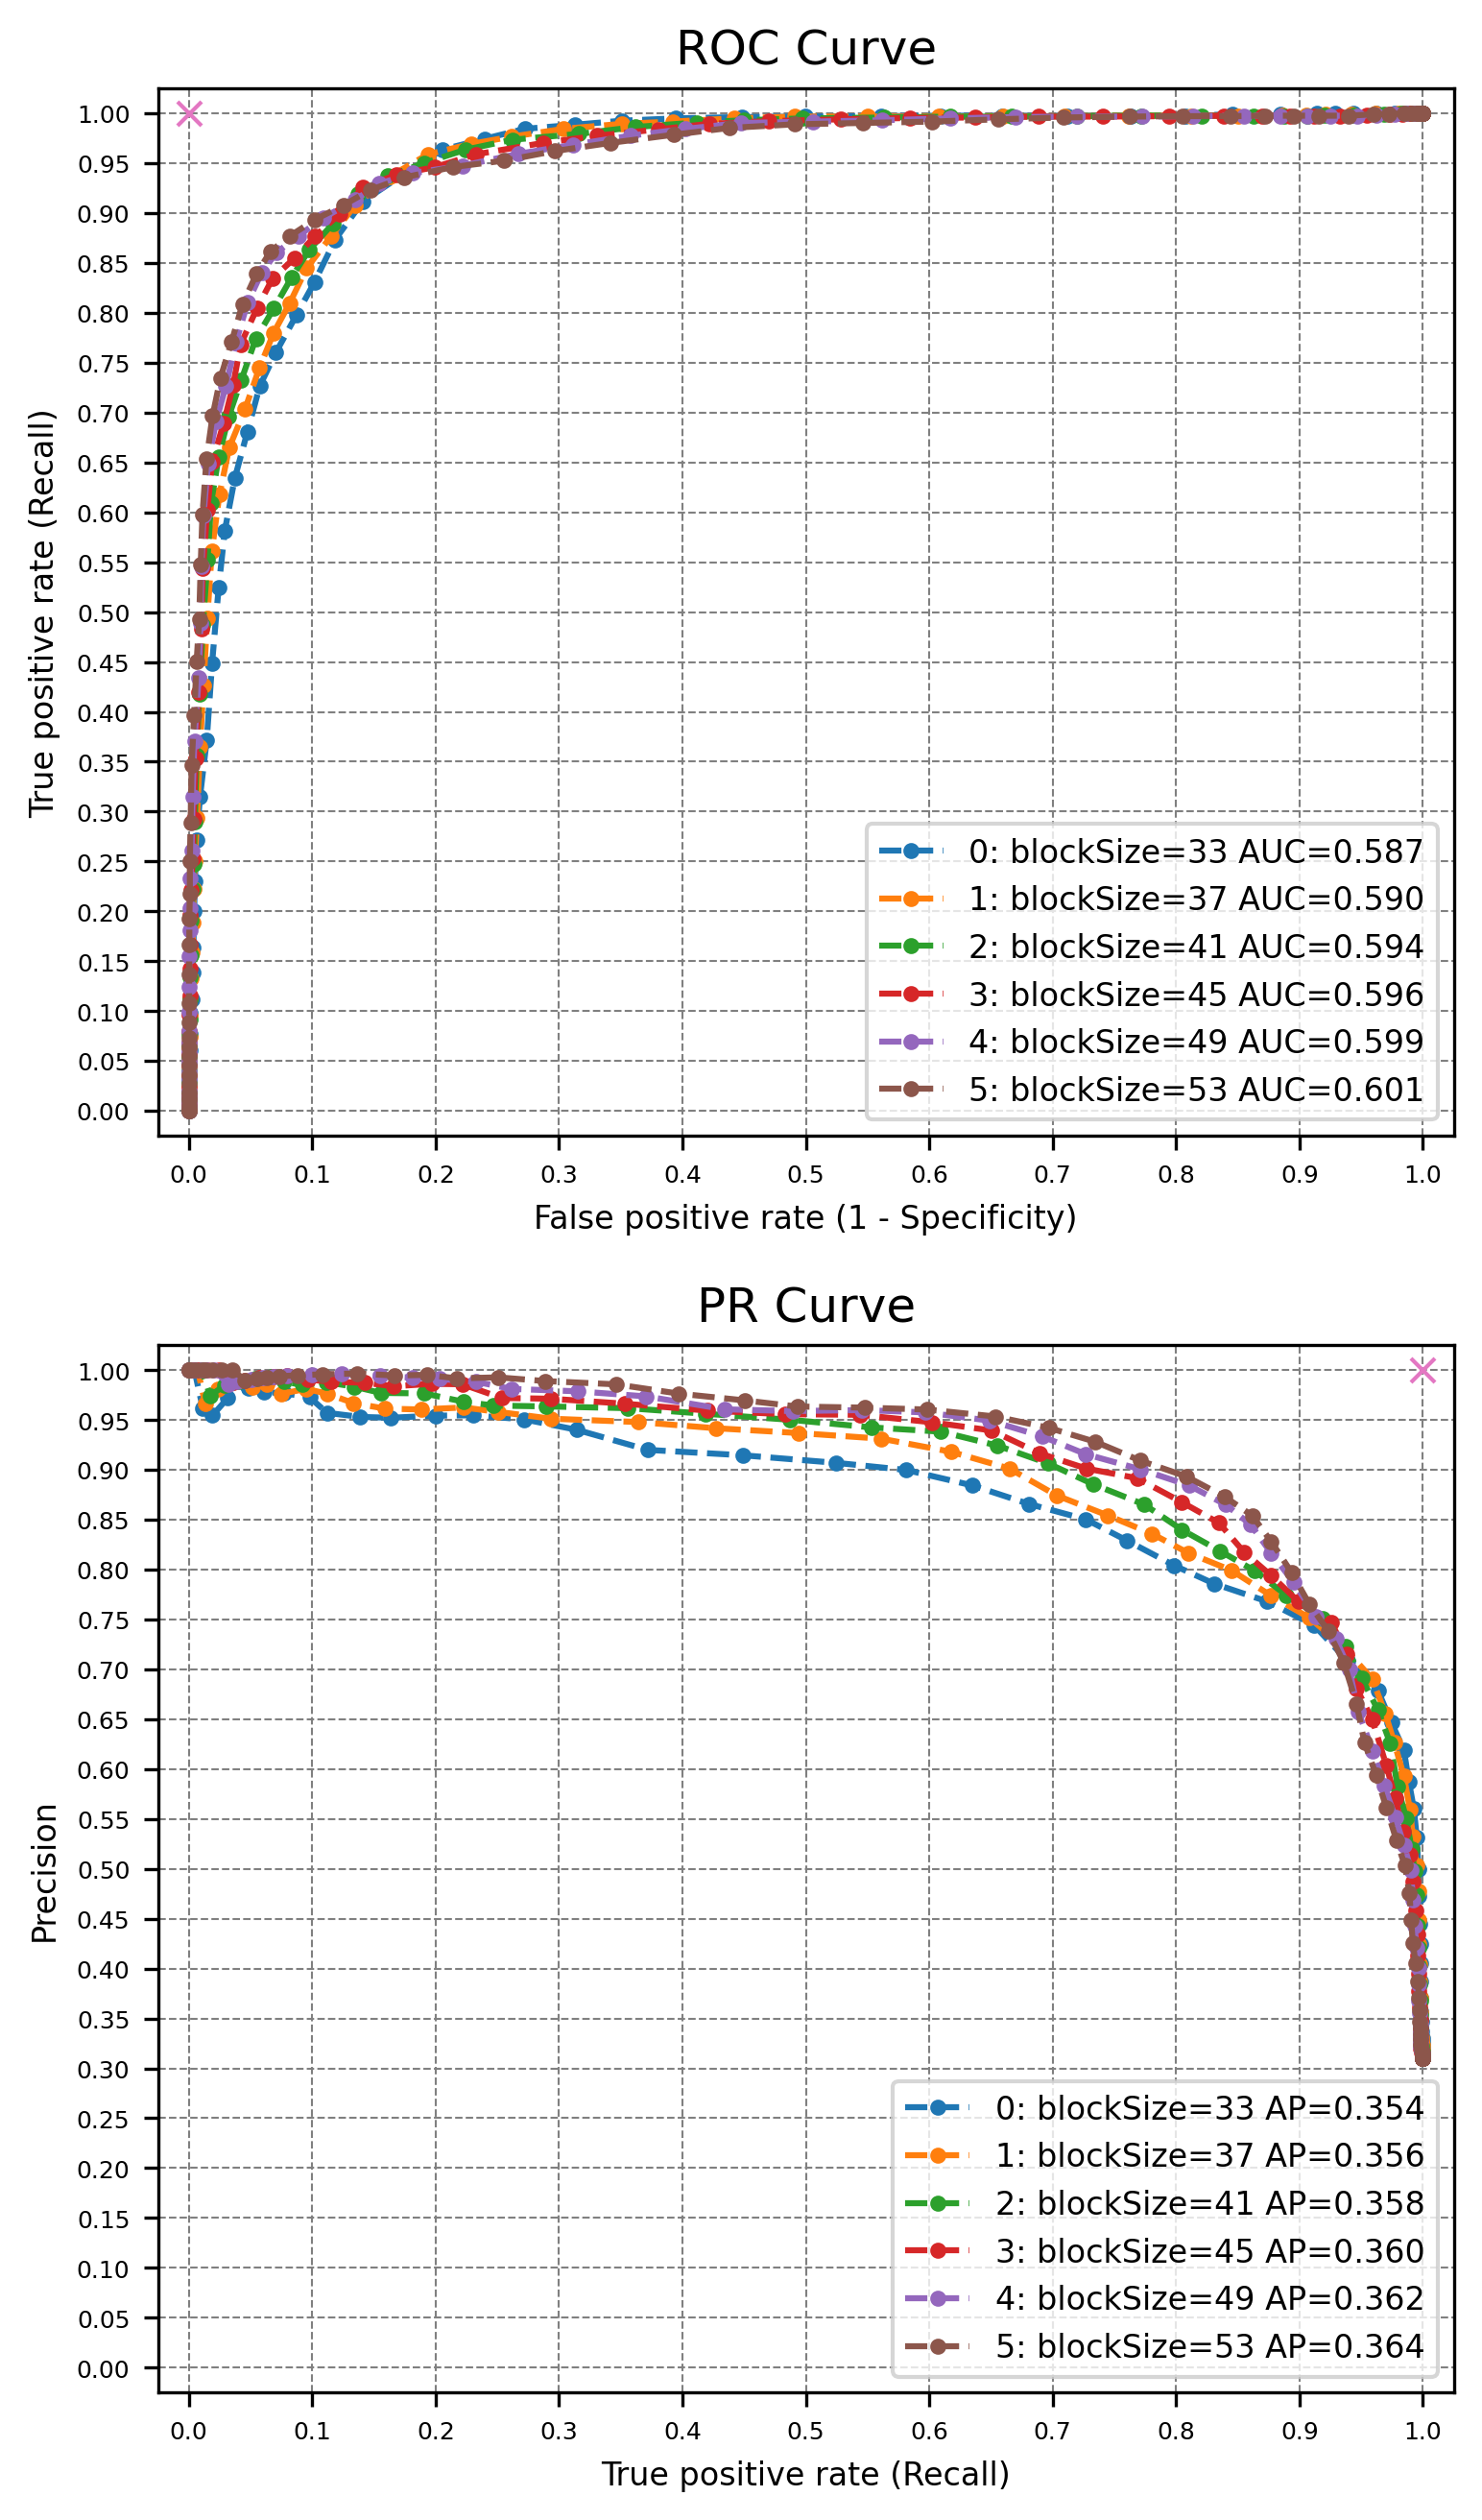 ROC Curve
1.00
0.95
0.90
0.85
0.80
0.75
0.70
0.65
0.60
0.55
0.50
0.45
0.40
0.35
0.30
0.25
0.20
0.15
0.10
0.05
0.00
True positive rate (Recall)
0: blockSize=33 AUC=0.587
1: blockSize=37 AUC=0.590
2: blockSize=41 AUC=0.594
3: blockSize=45 AUC=0.596
4: blockSize=49 AUC=0.599
5: blockSize=53 AUC=0.601
0.0 0.1 0.2 0.3 0.4 0.5 0.6 0.7 0.8 0.9 1.0
False positive rate (1 - Specificity)
PR Curve
1.00
0.95
0.90
0.85
0.80
0.75
0.70
0.65
0.60
0.55
0.50
0.45
0.40
0.35
0.30
0.25
0.20
0.15
0.10
0.05
0.00
Precision
0: blockSize=33 AP=0.354
1: blockSize=37 AP=0.356
2: blockSize=41 AP=0.358
3: blockSize=45 AP=0.360
4: blockSize=49 AP=0.362
5: blockSize=53 AP=0.364
0.0 0.1 0.2 0.3 0.4 0.5 0.6 0.7 0.8 0.9 1.0
True positive rate (Recall)